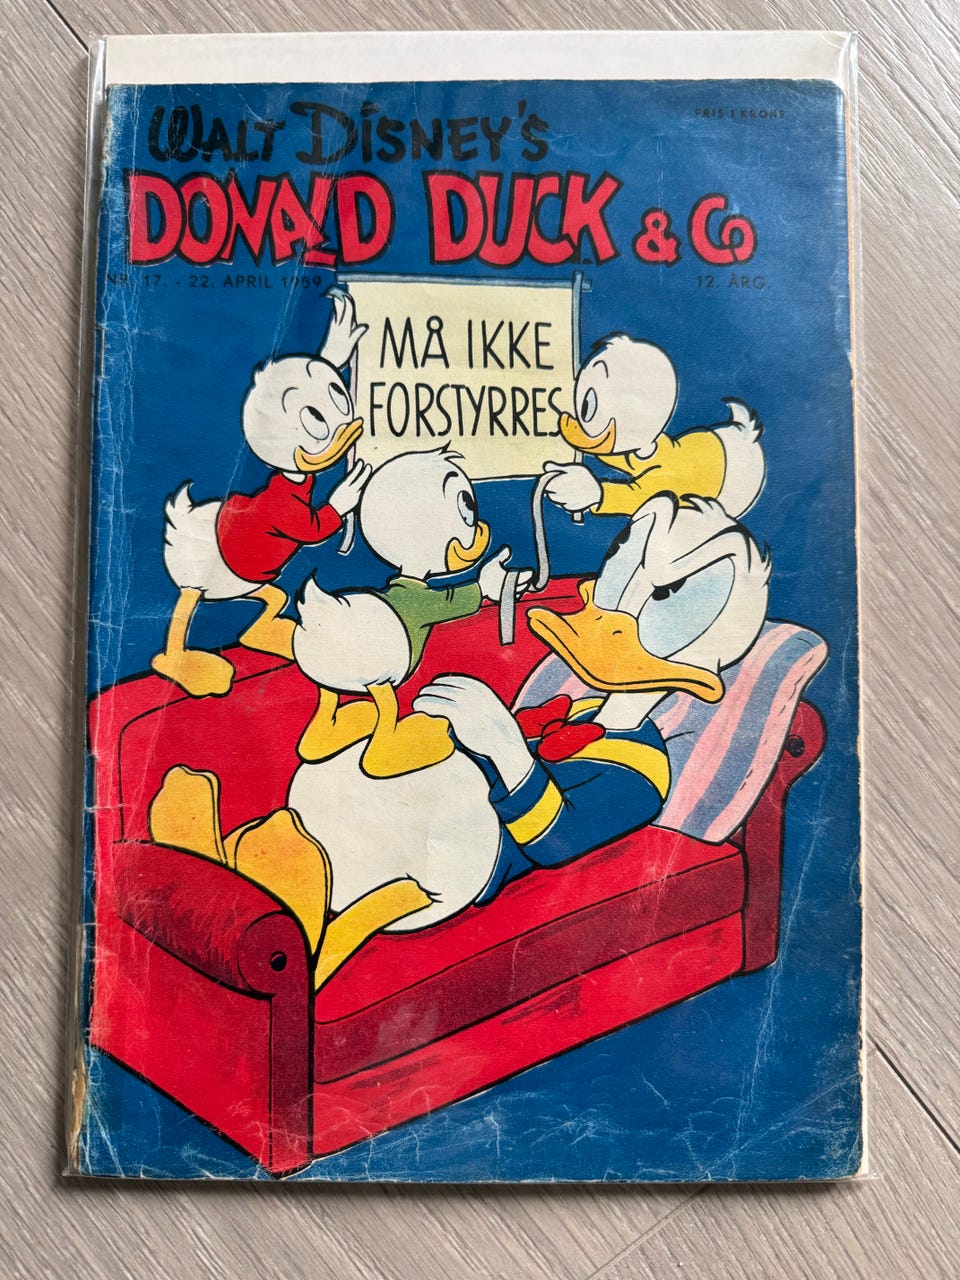 WALT DISNEY'S
PRIS 1 KRONE
DONALD DUCK & Co
NR. 17. - 22. APRIL 1959
12. ÅRG.
MÅ IKKE
FORSTYRRES